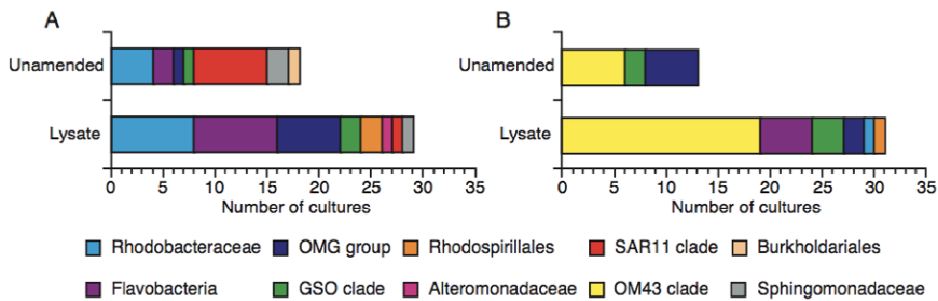 A
B
Unamended
Unamended
Lysate
Lysate
0 5 10 15 20 25 30 35
0 5 10 15 20 25 30 35
Number of cultures
Number of cultures
Rhodobacteraceae OMG group Rhodospirillales SAR11 clade Burkholdariales
Flavobacteria GSO clade Alteromonadaceae OM43 clade Sphingomonadaceae